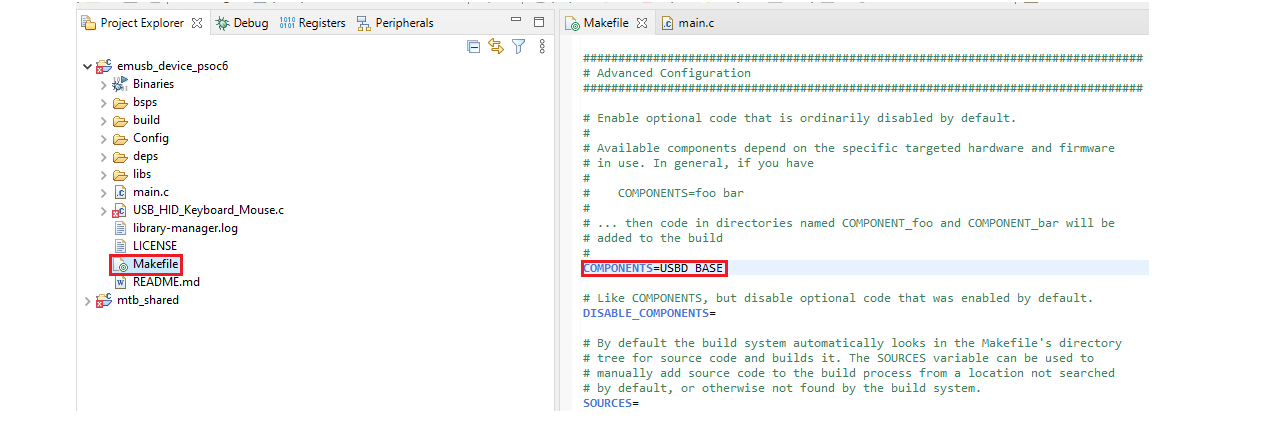 Project Explorer
Debug
Registers
Peripherals
emusb_device_psoc6
Binaries
bsps
build
Config
deps
libs
main.c
USB_HID_Keyboard_Mouse.c
library-manager.log
LICENSE
Makefile
README.md
mtb_shared
Makefile
main.c
################################################################################
# Advanced Configuration
################################################################################
# Enable optional code that is ordinarily disabled by default.
#
# Available components depend on the specific targeted hardware and firmware
# in use. In general, if you have
#
#    COMPONENTS=foo bar
#
# ... then code in directories named COMPONENT_foo and COMPONENT_bar will be
# added to the build
#
COMPONENTS=USBD_BASE
# Like COMPONENTS, but disable optional code that was enabled by default.
DISABLE_COMPONENTS=
# By default the build system automatically looks in the Makefile's directory
# tree for source code and builds it. The SOURCES variable can be used to
# manually add source code to the build process from a location not searched
# by default, or otherwise not found by the build system.
SOURCES=